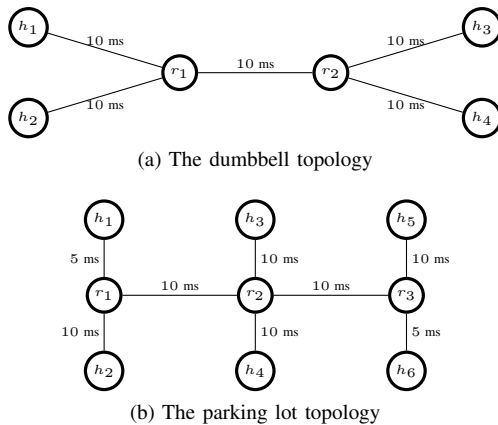 h1 h3
10 ms 10 ms
r1 10 ms r2
10 ms 10 ms
h2 h4
(a) The dumbbell topology
h1 h3 h5
5 ms 10 ms 10 ms
r1 10 ms r2 10 ms r3
10 ms 10 ms 5 ms
h2 h4 h6
(b) The parking lot topology